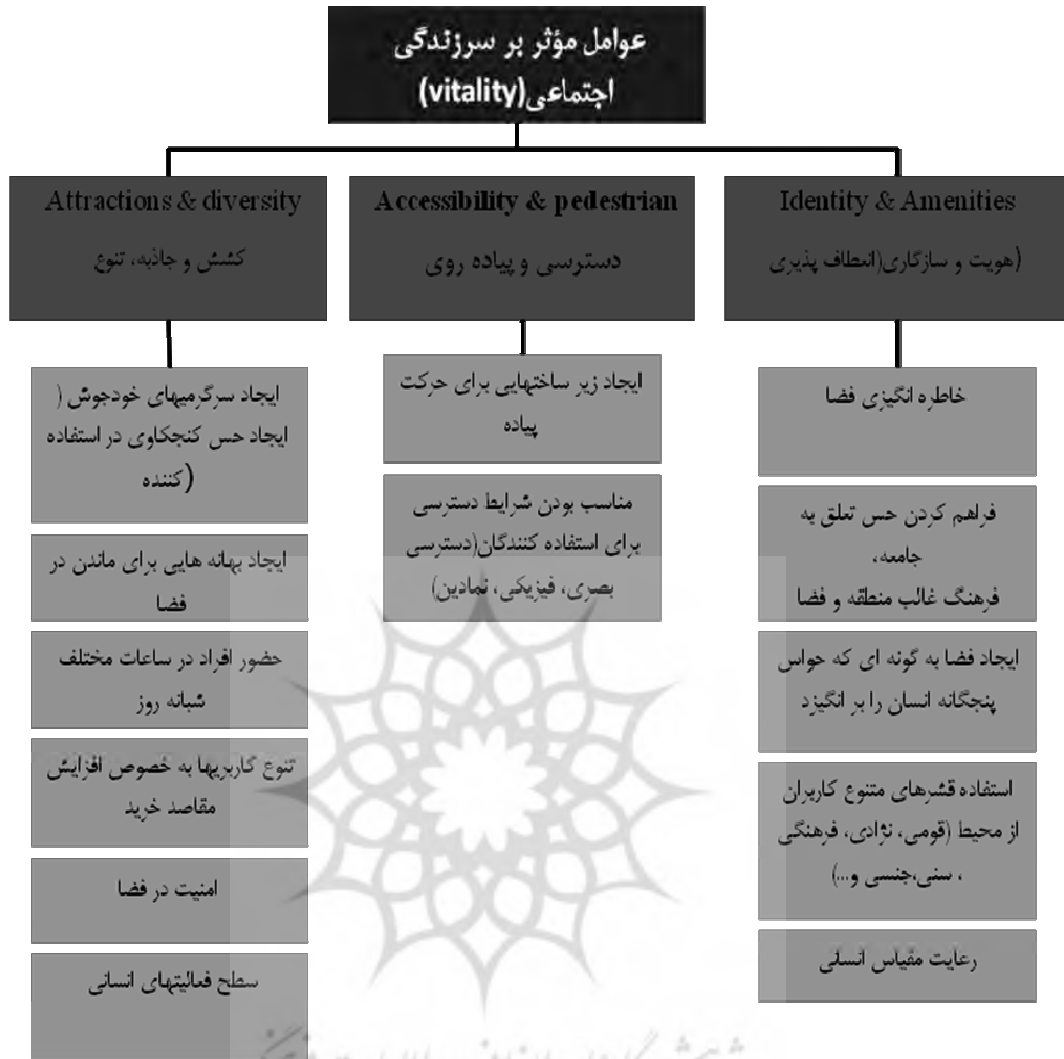 عوامل مؤثر بر سرزندگی
اجتماعی(vitality)
Identity & Amenities
هویت و سازگاری(انعطاف پذیری)
خاطره انگیزی فضا
فراهم کردن حس تعلق به
جامعه،
فرهنگ غالب منطقه و فضا
ایجاد فضا به گونه ای که حواس
پنجگانه انسان را بر انگیزد
استفاده قشرهای متنوع کاربران
از محیط (قومی، نژادی، فرهنگی
، سنی،جنسی و...)
رعایت مقیاس انسانی
Accessibility & pedestrian
دسترسی و پیاده روی
ایجاد زیر ساختهایی برای حرکت
پیاده
مناسب بودن شرایط دسترسی
برای استفاده کنندگان(دسترسی
بصری، فیزیکی، نمادین)
Attractions & diversity
کشش و جاذبه، تنوع
ایجاد سرگرمیهای خودجوش (
ایجاد حس کنجکاوی در استفاده
کننده)
ایجاد بهانه هایی برای ماندن در
فضا
حضور افراد در ساعات مختلف
شبانه روز
تنوع کاربریها به خصوص افزایش
مقاصد خرید
امنیت در فضا
سطح فعالیتهای انسانی